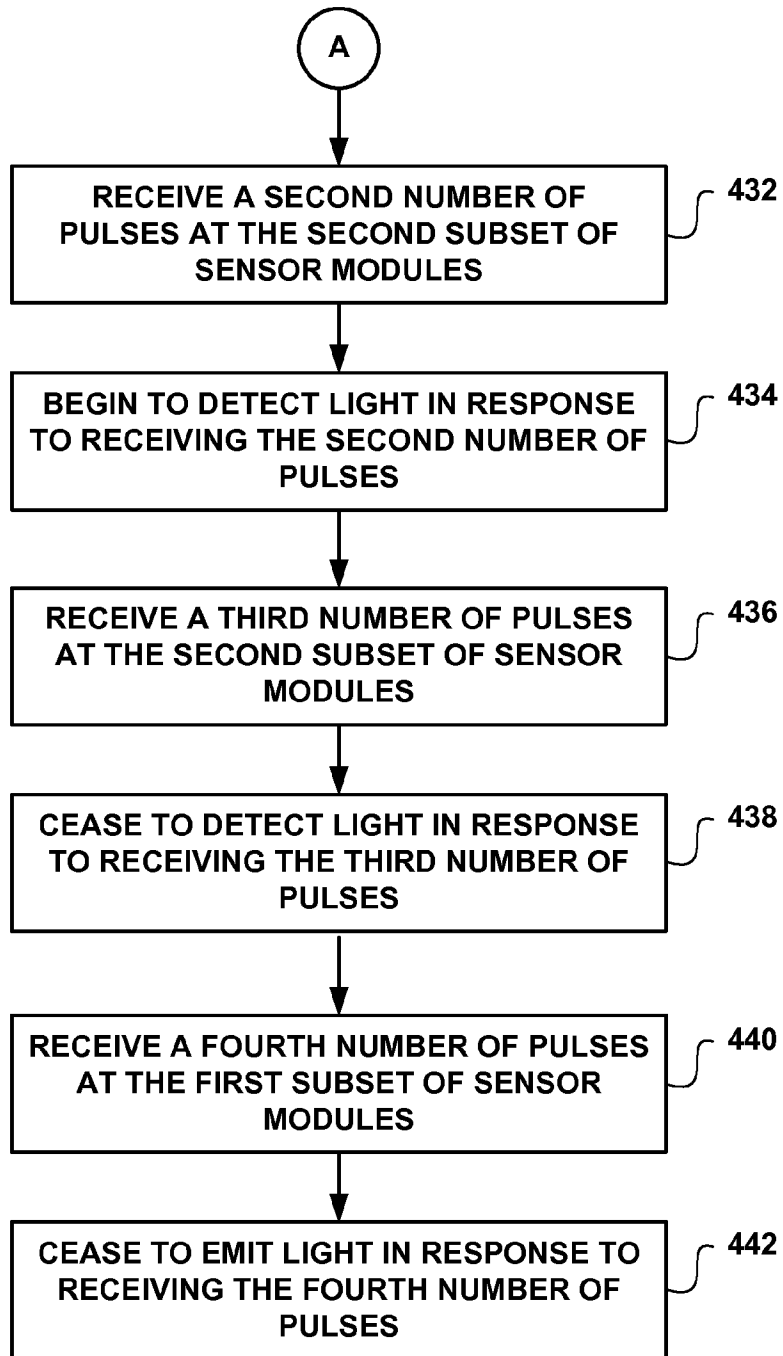 A
RECEIVE A SECOND NUMBER OF
PULSES AT THE SECOND SUBSET OF
SENSOR MODULES
432
BEGIN TO DETECT LIGHT IN RESPONSE
TO RECEIVING THE SECOND NUMBER OF
PULSES
434
RECEIVE A THIRD NUMBER OF PULSES
AT THE SECOND SUBSET OF SENSOR
MODULES
436
CEASE TO DETECT LIGHT IN RESPONSE
TO RECEIVING THE THIRD NUMBER OF
PULSES
438
RECEIVE A FOURTH NUMBER OF PULSES
AT THE FIRST SUBSET OF SENSOR
MODULES
440
CEASE TO EMIT LIGHT IN RESPONSE TO
RECEIVING THE FOURTH NUMBER OF
PULSES
442